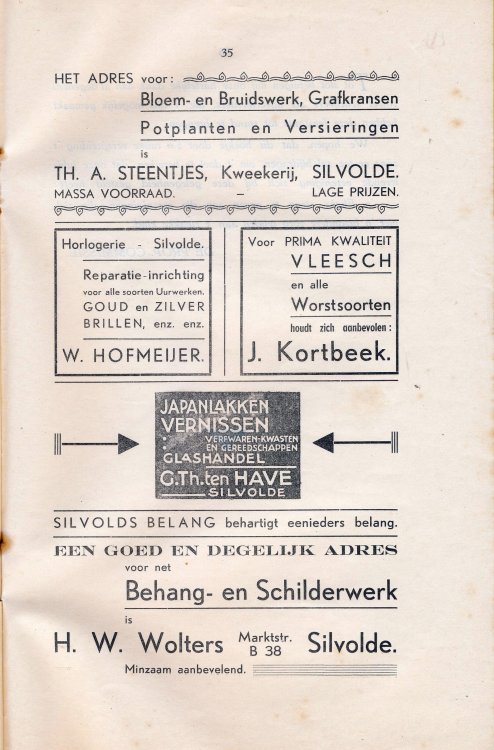 35
HET ADRES voor:
Bloem- en Bruidswerk, Grafkransen
Potplanten en Versieringen
is
TH. A. STEENTJES, Kweekerij, SILVOLDE.
MASSA VOORRAAD. — LAGE PRIJZEN.
Horlogerie - Silvolde.
Reparatie-inrichting
voor alle soorten Uurwerken.
GOUD en ZILVER
BRILLEN, enz. enz.
W. HOFMEIJER.
Voor PRIMA KWALITEIT
VLEESCH
en alle
Worstsoorten
houdt zich aanbevolen:
J. Kortbeek.
JAPANLAKKEN
VERNISSEN
: VERFWAREN-KWASTEN
: EN GEREEDSCHAPPEN
GLASHANDEL
G.Th. ten HAVE
SILVOLDE
SILVOLDS BELANG behartigt eenieders belang.
EEN GOED EN DEGELIJK ADRES
voor net
Behang- en Schilderwerk
is
H. W. Wolters Marktstr. B 38 Silvolde.
Minzaam aanbevelend.